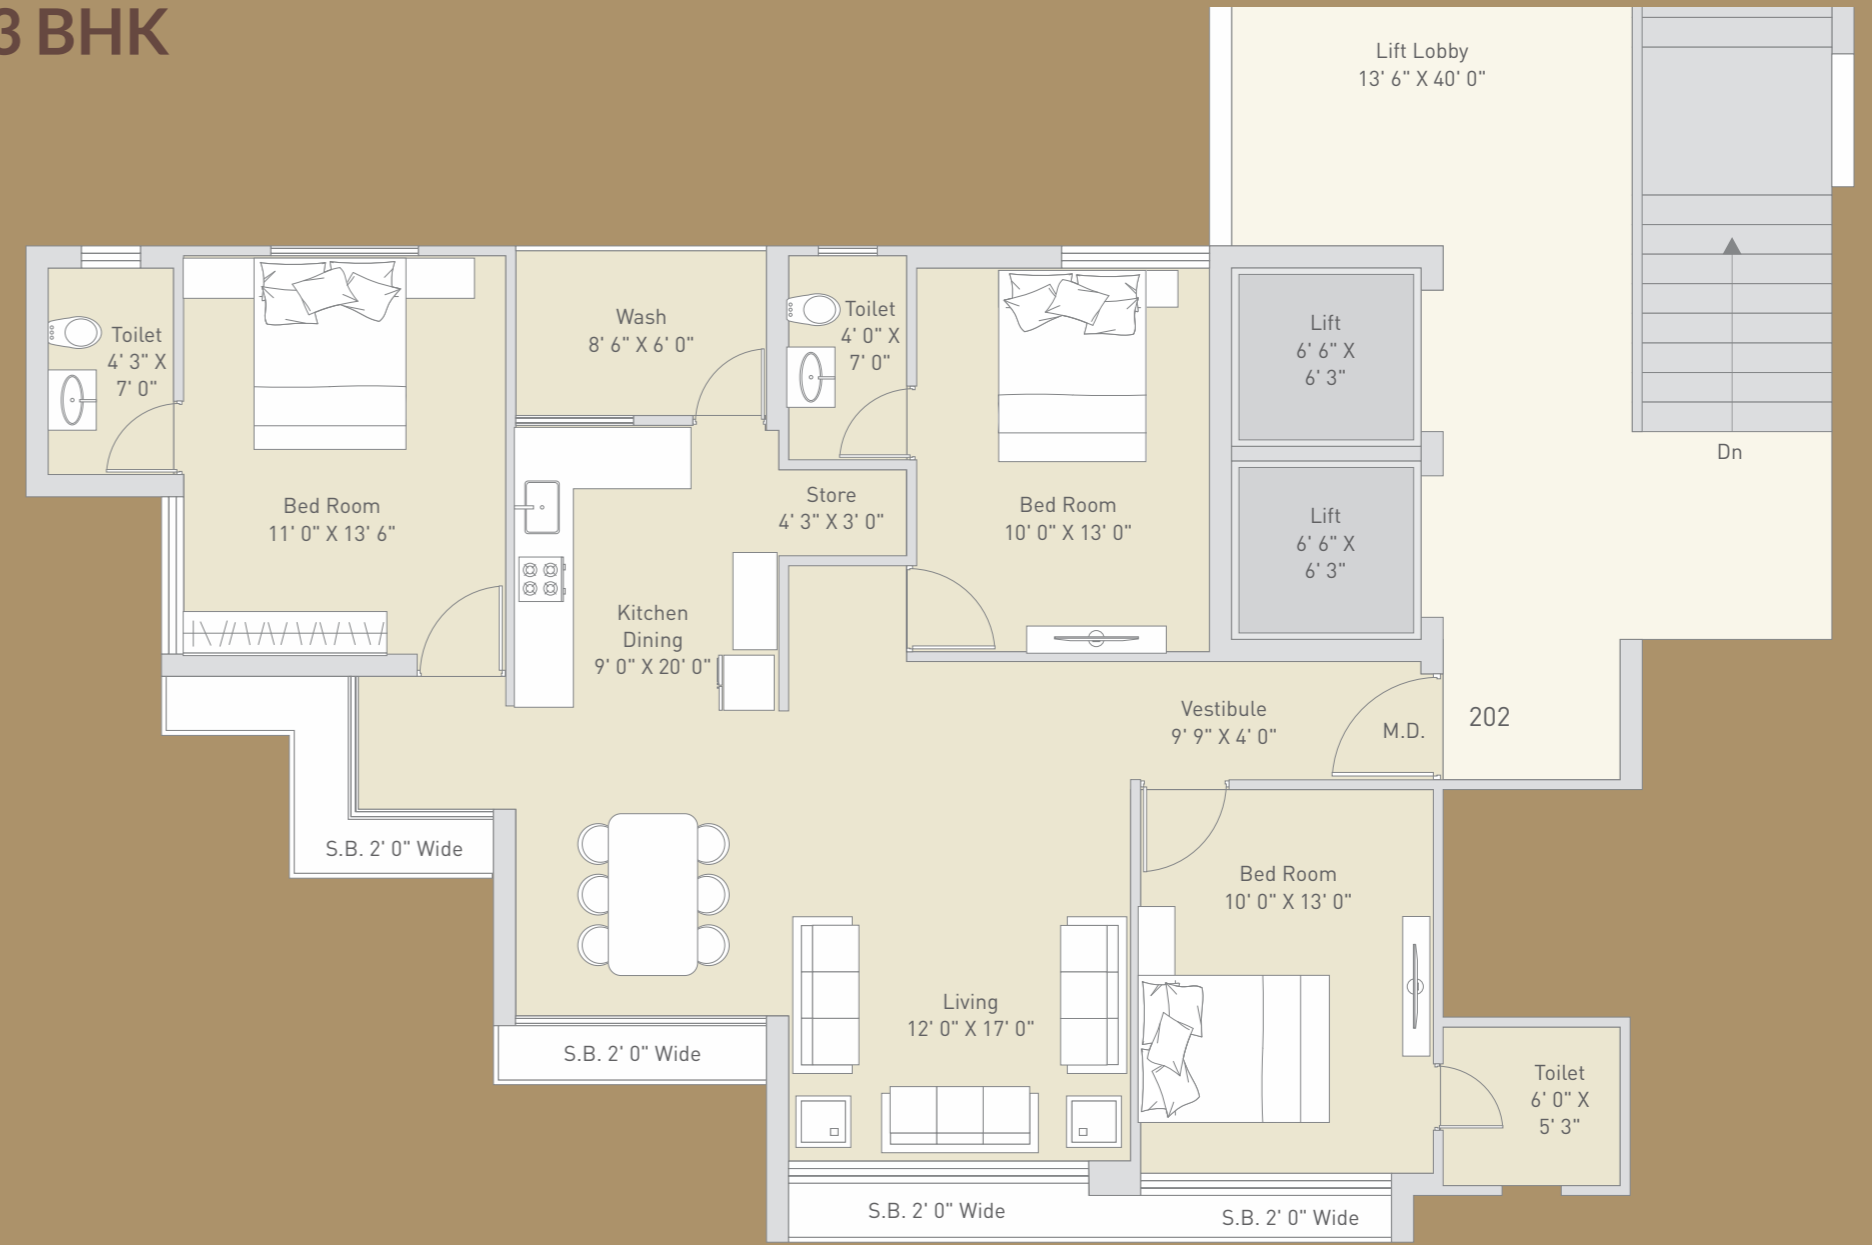 3 BHK
Lift Lobby
13' 6" X 40' 0"
Toilet
4' 3" X
7' 0"
Bed Room
11' 0" X 13' 6"
Wash
8' 6" X 6' 0"
Toilet
4' 0" X
7' 0"
Store
4' 3" X 3' 0"
Bed Room
10' 0" X 13' 0"
Lift
6' 6" X
6' 3"
Lift
6' 6" X
6' 3"
Dn
Kitchen
Dining
9' 0" X 20' 0"
Vestibule
9' 9" X 4' 0"
M.D.
202
S.B. 2' 0" Wide
Bed Room
10' 0" X 13' 0"
Living
12' 0" X 17' 0"
S.B. 2' 0" Wide
Toilet
6' 0" X
5' 3"
S.B. 2' 0" Wide
S.B. 2' 0" Wide